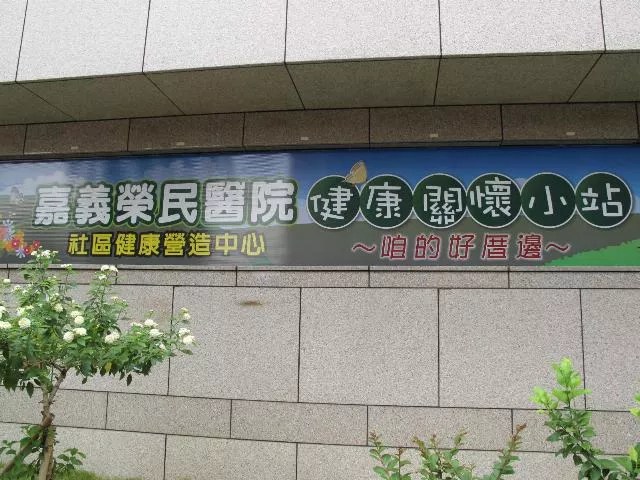 嘉義榮民醫院 健康關懷小站
社區健康營造中心 ～咱的好厝邊～